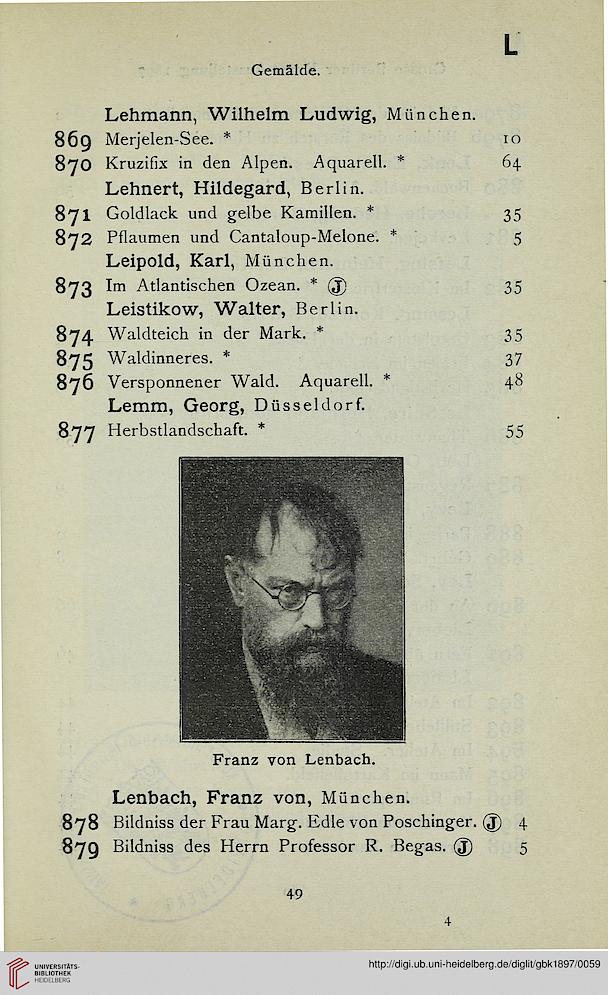 L
Gemälde.
Lehmann, Wilhelm Ludwig, München.
869 Merjelen-See. * 10
870 Kruzifix in den Alpen. Aquarell. * 64
Lehnert, Hildegard, Berlin.
871 Goldlack und gelbe Kamillen. * 35
872 Pflaumen und Cantaloup-Melone. * 5
Leipold, Karl, München.
873 Im Atlantischen Ozean. * Ⓙ 35
Leistikow, Walter, Berlin.
874 Waldteich in der Mark. * 35
875 Waldinneres. * 37
876 Versponnener Wald. Aquarell. * 48
Lemm, Georg, Düsseldorf.
877 Herbstlandschaft. * 55
Franz von Lenbach.
Lenbach, Franz von, München.
878 Bildniss der Frau Marg. Edle von Poschinger. Ⓙ 4
879 Bildniss des Herrn Professor R. Begas. Ⓙ 5
49
4
UNIVERSITÄTS-
BIBLIOTHEK
HEIDELBERG
http://digi.ub.uni-heidelberg.de/diglit/gbk1897/0059